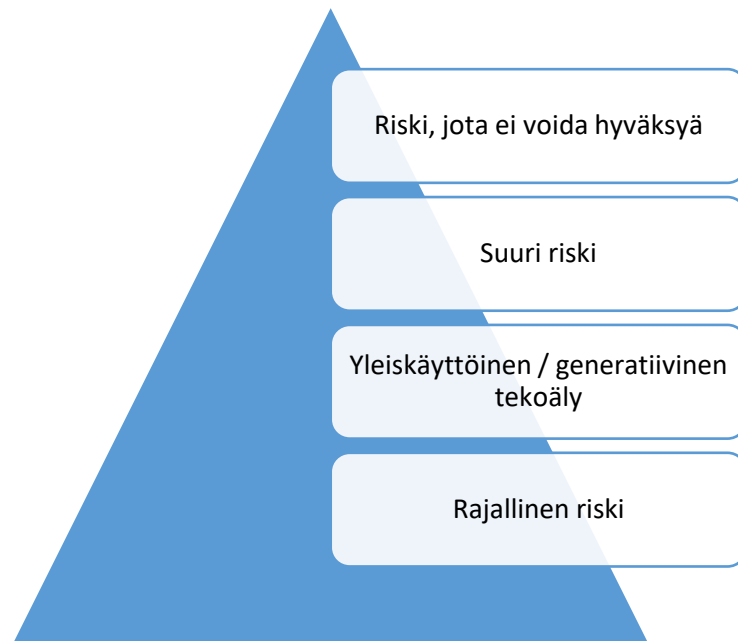 Riski, jota ei voida hyväksyä
Suuri riski
Yleiskäyttöinen / generatiivinen
tekoäly
Rajallinen riski